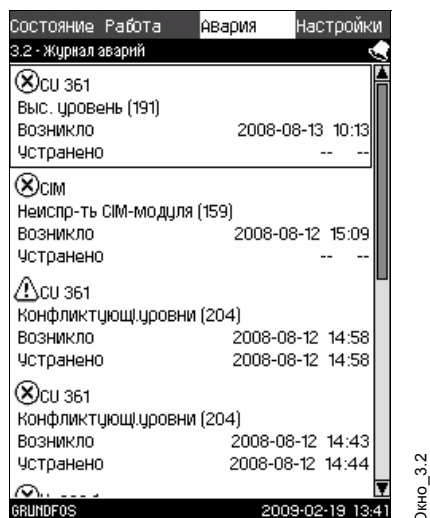 Состояние Работа Авария Настройки
3.2 - Журнал аварий
CU 361
Выс. уровень (191)
Возникло 2008-08-13 10:13
Устранено -- --
CIM
Неиспр-ть CIM-модуля (159)
Возникло 2008-08-12 15:09
Устранено -- --
CU 361
Конфликтующ.уровни (204)
Возникло 2008-08-12 14:58
Устранено 2008-08-12 14:58
CU 361
Конфликтующ.уровни (204)
Возникло 2008-08-12 14:43
Устранено 2008-08-12 14:44
GRUNDFOS 2009-02-19 13:41
Окно_3.2